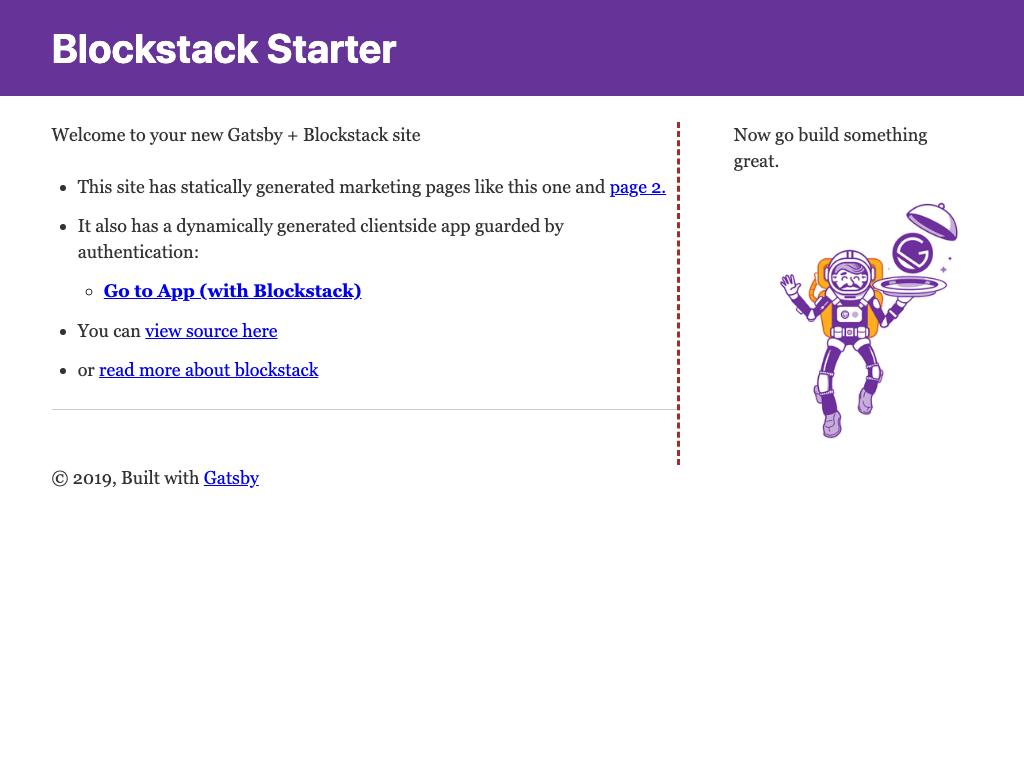 Blockstack Starter
Welcome to your new Gatsby + Blockstack site
This site has statically generated marketing pages like this one and page 2.
It also has a dynamically generated clientside app guarded by
authentication:
Go to App (with Blockstack)
You can view source here
or read more about blockstack
Now go build something
great.
© 2019, Built with Gatsby